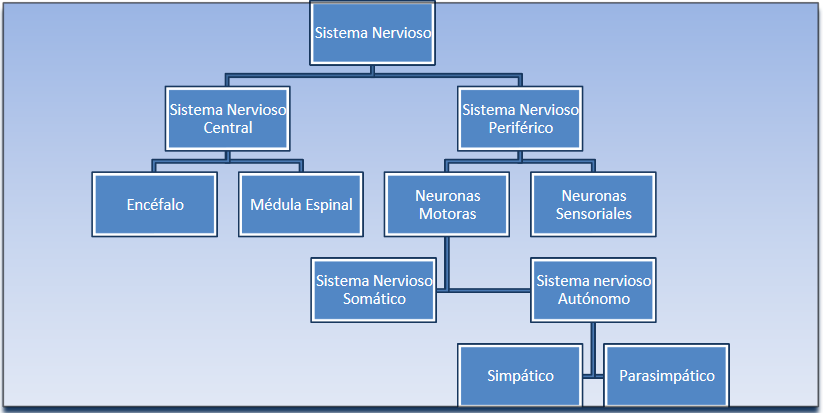 Sistema Nervioso
Sistema Nervioso
Central
Sistema Nervioso
Periférico
Encéfalo
Médula Espinal
Neuronas
Motoras
Neuronas
Sensoriales
Sistema Nervioso
Somático
Sistema nervioso
Autónomo
Simpático
Parasimpático